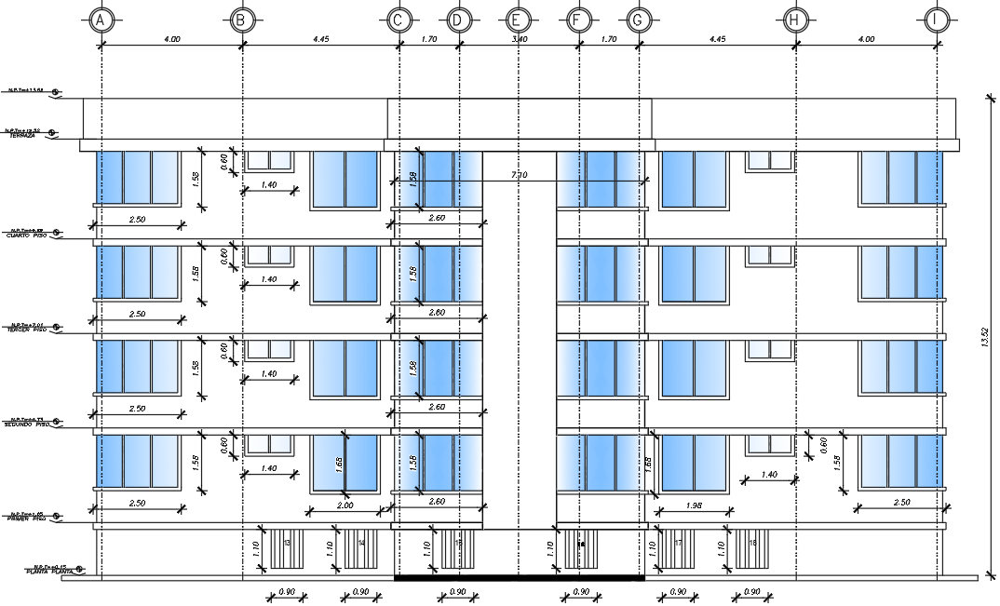 A B C D E F G H I
4.00 4.45 1.70 3.40 1.70 4.45 4.00
TERRAZA
1.58 0.60 1.58 7.10
1.40
2.50 2.60
CUARTO PISO
1.58 0.60 1.58
1.40
2.50 2.60
TERCER PISO
13.52
1.58 0.60 1.58
1.40
2.50 2.60
SEGUNDO PISO
1.58 0.60 1.68 1.58 1.68 0.60 1.58
1.40 1.40
2.50 2.00 2.60 1.98 2.50
PRIMER PISO
1.10 13 1.10 14 1.10 1.10 1.10 17 1.10 18
PLANTA PLANTA
0.90 0.90 0.90 0.90 0.90 0.90